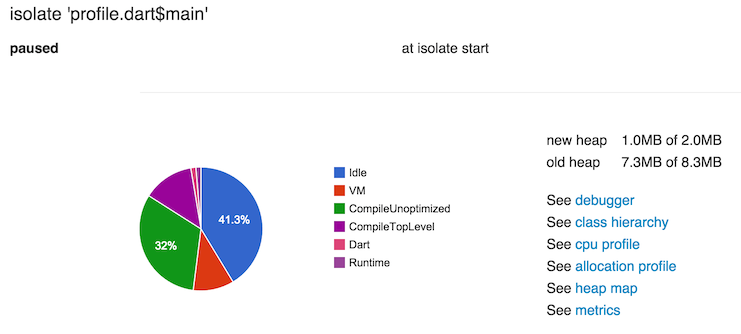 isolate 'profile.dart$main'
paused at isolate start
new heap 1.0MB of 2.0MB
old heap 7.3MB of 8.3MB
41.3%
32%
Idle
VM
CompileUnoptimized
CompileTopLevel
Dart
Runtime
See debugger
See class hierarchy
See cpu profile
See allocation profile
See heap map
See metrics